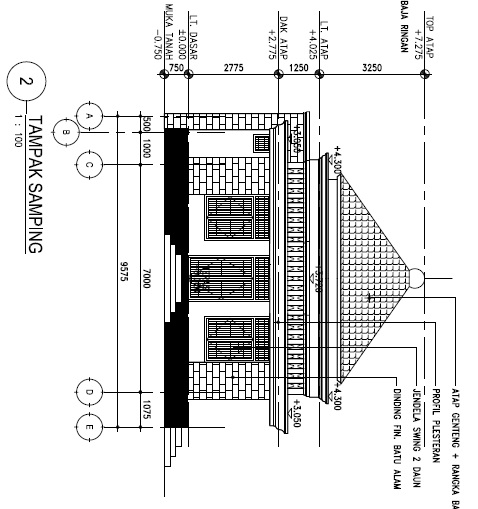 TOP ATAP
+7.275
BAJA RINGAN
3250
LT. ATAP
+4.025
1250
DAK ATAP
+2.775
2775
LT. DASAR
±0.000
750
MUKA TANAH
-0.750
ATAP GENTENG + RANGKA BA
PROFIL PLESTERAN
JENDELA SWING 2 DAUN
DINDING FIN. BATU ALAM
+4.300
+4.300
+3.050
+3.050
500
1000
7000
1075
9575
A
B
C
D
E
2
TAMPAK SAMPING
1 : 100